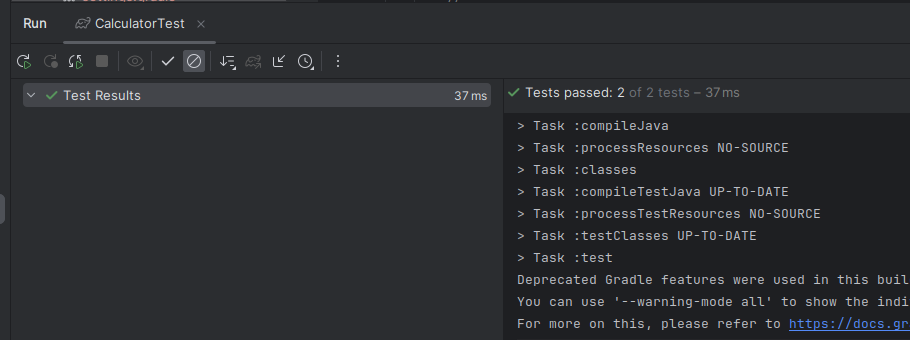 Run CalculatorTest
Test Results 37 ms
Tests passed: 2 of 2 tests – 37 ms
> Task :compileJava
> Task :processResources NO-SOURCE
> Task :classes
> Task :compileTestJava UP-TO-DATE
> Task :processTestResources NO-SOURCE
> Task :testClasses UP-TO-DATE
> Task :test
Deprecated Gradle features were used in this buil
You can use '--warning-mode all' to show the indi
For more on this, please refer to https://docs.gr